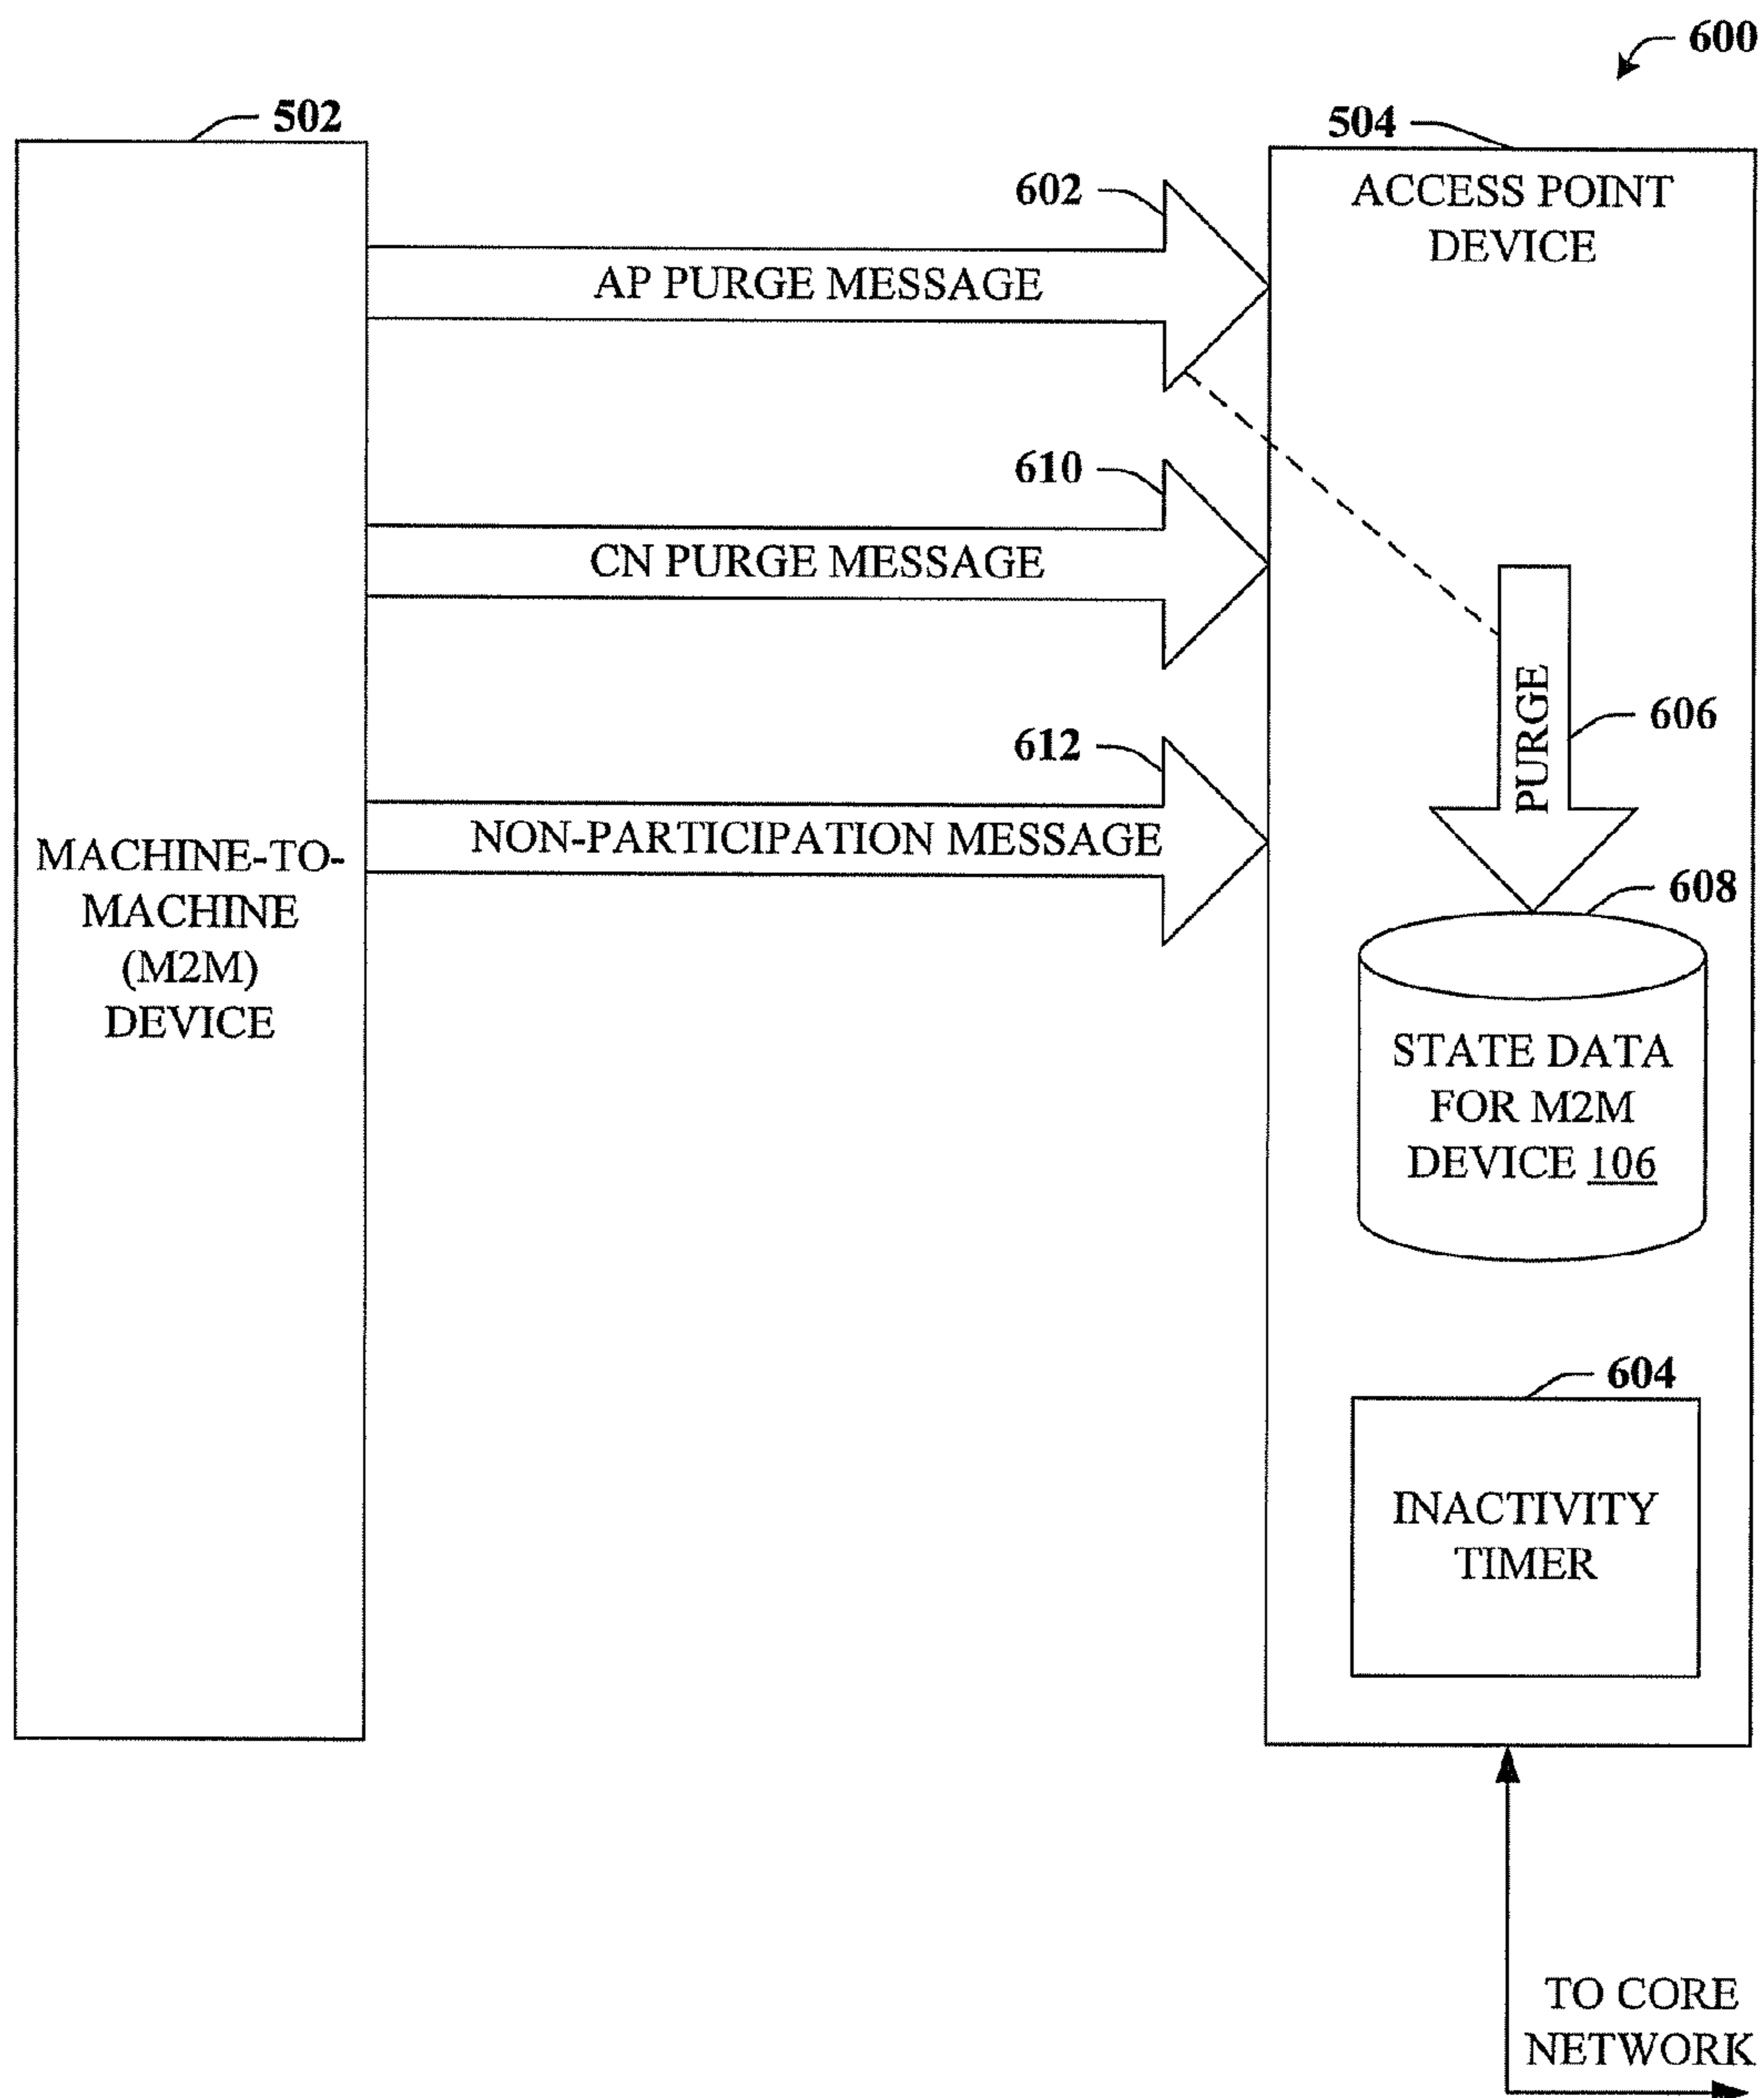 600
502
504
ACCESS POINT
DEVICE
602
AP PURGE MESSAGE
610
CN PURGE MESSAGE
PURGE
606
612
NON-PARTICIPATION MESSAGE
MACHINE-TO-
MACHINE
(M2M)
DEVICE
608
STATE DATA
FOR M2M
DEVICE 106
604
INACTIVITY
TIMER
TO CORE
NETWORK